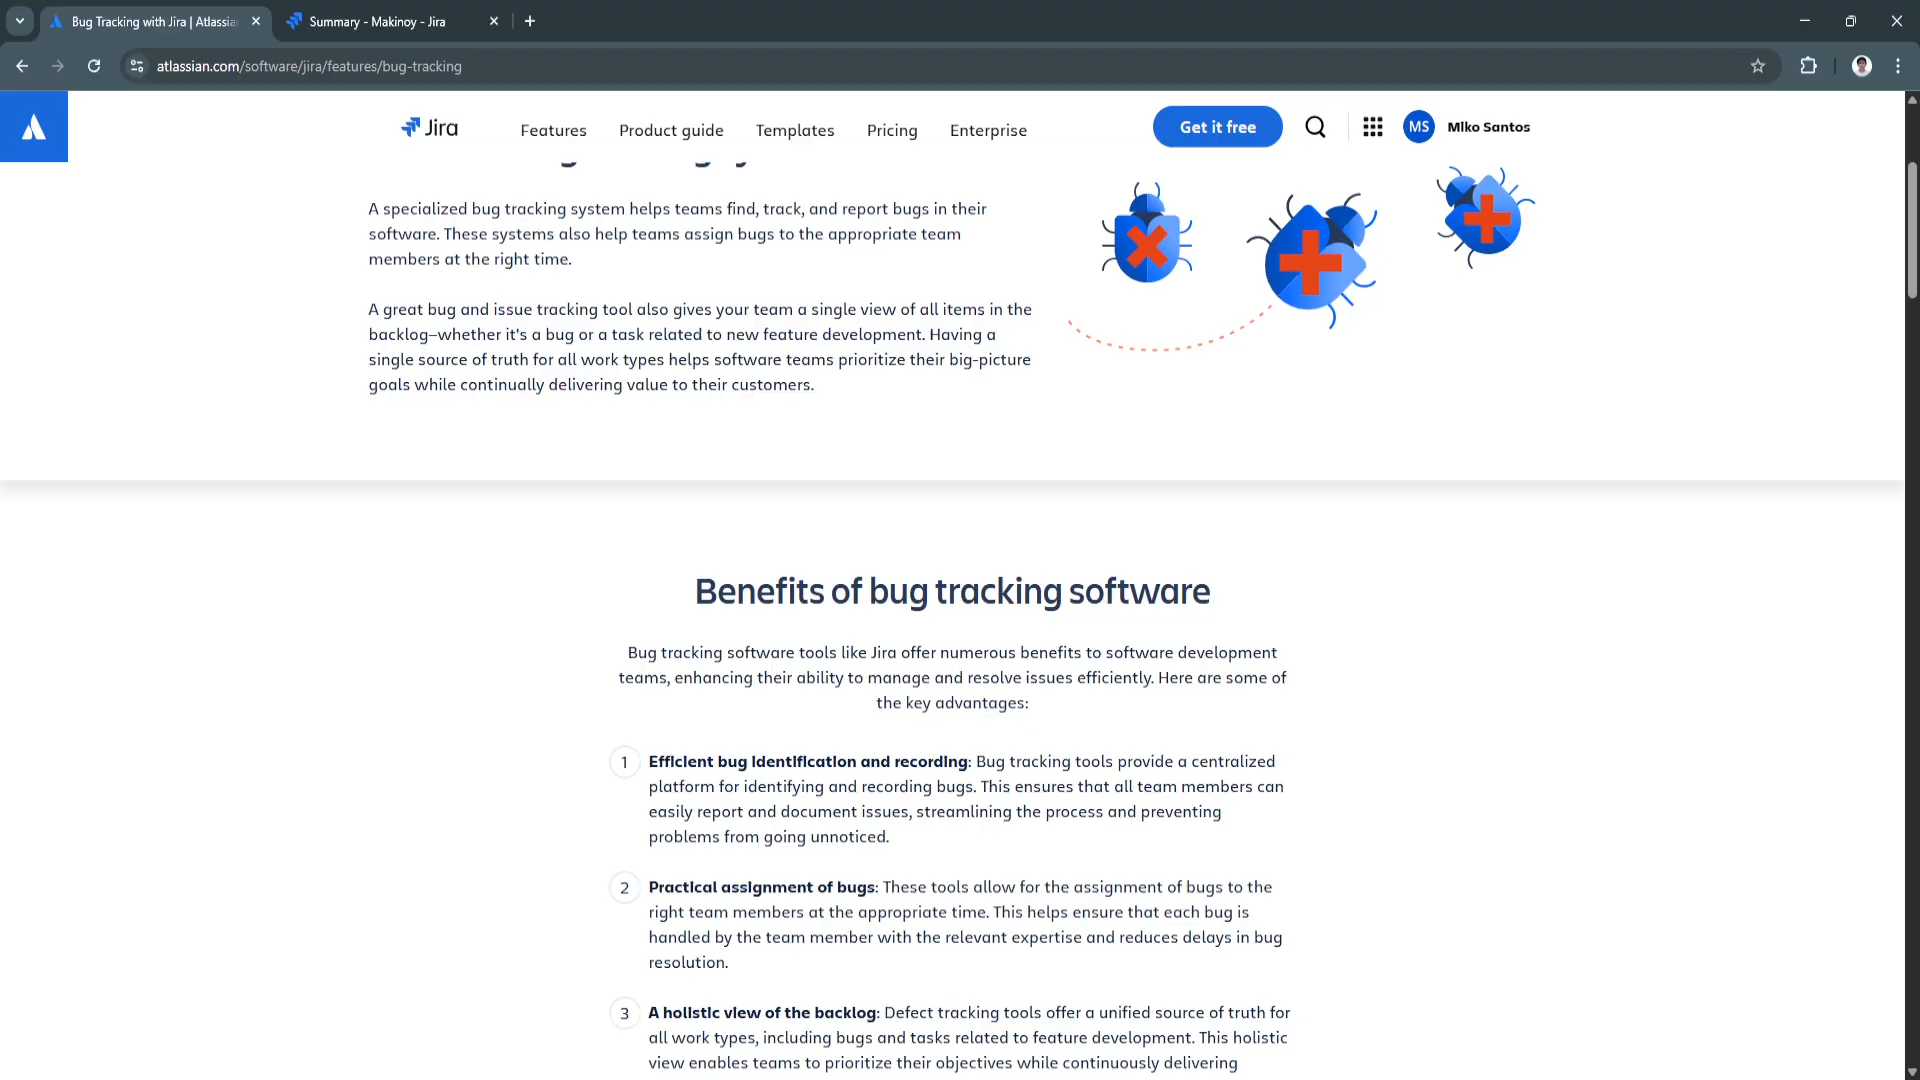 Bug Tracking with Jira | Atlassia
Summary - Makinoy - Jira
atlassian.com/software/jira/features/bug-tracking
Jira
Features
Product guide
Templates
Pricing
Enterprise
Get it free
MS
Miko Santos
A specialized bug tracking system helps teams find, track, and report bugs in their
software. These systems also help teams assign bugs to the appropriate team
members at the right time.
A great bug and issue tracking tool also gives your team a single view of all items in the
backlog–whether it's a bug or a task related to new feature development. Having a
single source of truth for all work types helps software teams prioritize their big-picture
goals while continually delivering value to their customers.
Benefits of bug tracking software
Bug tracking software tools like Jira offer numerous benefits to software development
teams, enhancing their ability to manage and resolve issues efficiently. Here are some of
the key advantages:
1 Efficient bug identification and recording: Bug tracking tools provide a centralized
platform for identifying and recording bugs. This ensures that all team members can
easily report and document issues, streamlining the process and preventing
problems from going unnoticed.
2 Practical assignment of bugs: These tools allow for the assignment of bugs to the
right team members at the appropriate time. This helps ensure that each bug is
handled by the team member with the relevant expertise and reduces delays in bug
resolution.
3 A holistic view of the backlog: Defect tracking tools offer a unified source of truth for
all work types, including bugs and tasks related to feature development. This holistic
view enables teams to prioritize their objectives while continuously delivering